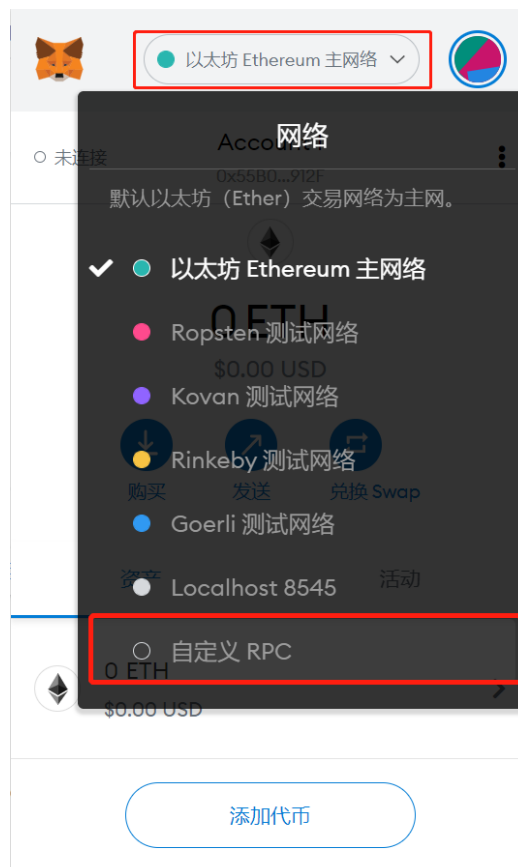 以太坊 Ethereum 主网络
网络
未连接
Account 1
0x55B0...912F
默认以太坊（Ether）交易网络为主网。
以太坊 Ethereum 主网络
0 ETH
Ropsten 测试网络
$0.00 USD
Kovan 测试网络
Rinkeby 测试网络
购买
发送
兑换 Swap
Goerli 测试网络
资产
活动
Localhost 8545
自定义 RPC
0 ETH
$0.00 USD
添加代币